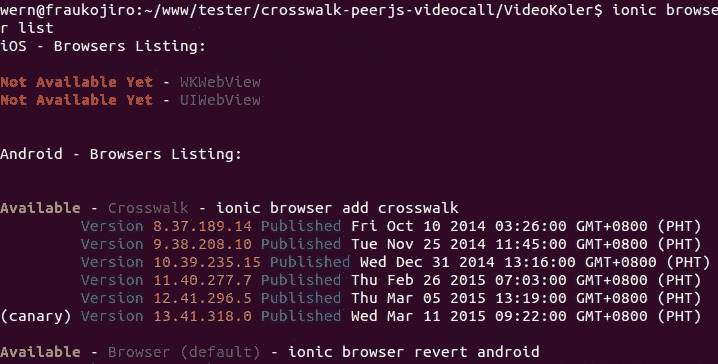 wern@fraukojiro:~/www/tester/crosswalk-peerjs-videocall/VideoKoler$ ionic browse
r list
iOS - Browsers Listing:
Not Available Yet - WKWebView
Not Available Yet - UIWebView
Android - Browsers Listing:
Available - Crosswalk - ionic browser add crosswalk
Version 8.37.189.14 Published Fri Oct 10 2014 03:26:00 GMT+0800 (PHT)
Version 9.38.208.10 Published Tue Nov 25 2014 11:45:00 GMT+0800 (PHT)
Version 10.39.235.15 Published Wed Dec 31 2014 13:16:00 GMT+0800 (PHT)
Version 11.40.277.7 Published Thu Feb 26 2015 07:03:00 GMT+0800 (PHT)
Version 12.41.296.5 Published Thu Mar 05 2015 13:19:00 GMT+0800 (PHT)
(canary) Version 13.41.318.0 Published Wed Mar 11 2015 09:22:00 GMT+0800 (PHT)
Available - Browser (default) - ionic browser revert android